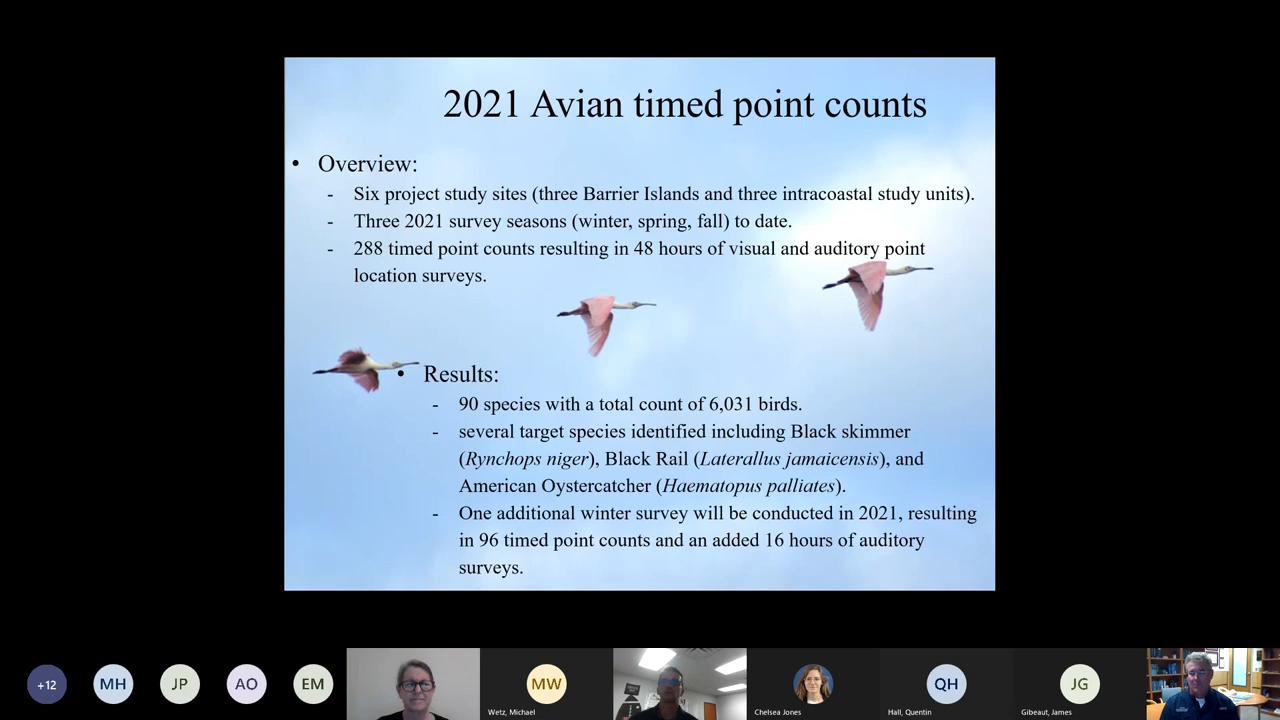 2021 Avian timed point counts
• Overview:
- Six project study sites (three Barrier Islands and three intracoastal study units).
- Three 2021 survey seasons (winter, spring, fall) to date.
- 288 timed point counts resulting in 48 hours of visual and auditory point
location surveys.
• Results:
- 90 species with a total count of 6,031 birds.
- several target species identified including Black skimmer
(Rynchops niger), Black Rail (Laterallus jamaicensis), and
American Oystercatcher (Haematopus palliates).
- One additional winter survey will be conducted in 2021, resulting
in 96 timed point counts and an added 16 hours of auditory
surveys.
+12
MH
JP
AO
EM
MW
QH
JG
Wetz, Michael
Chelsea Jones
Hall, Quentin
Gibeaut, James